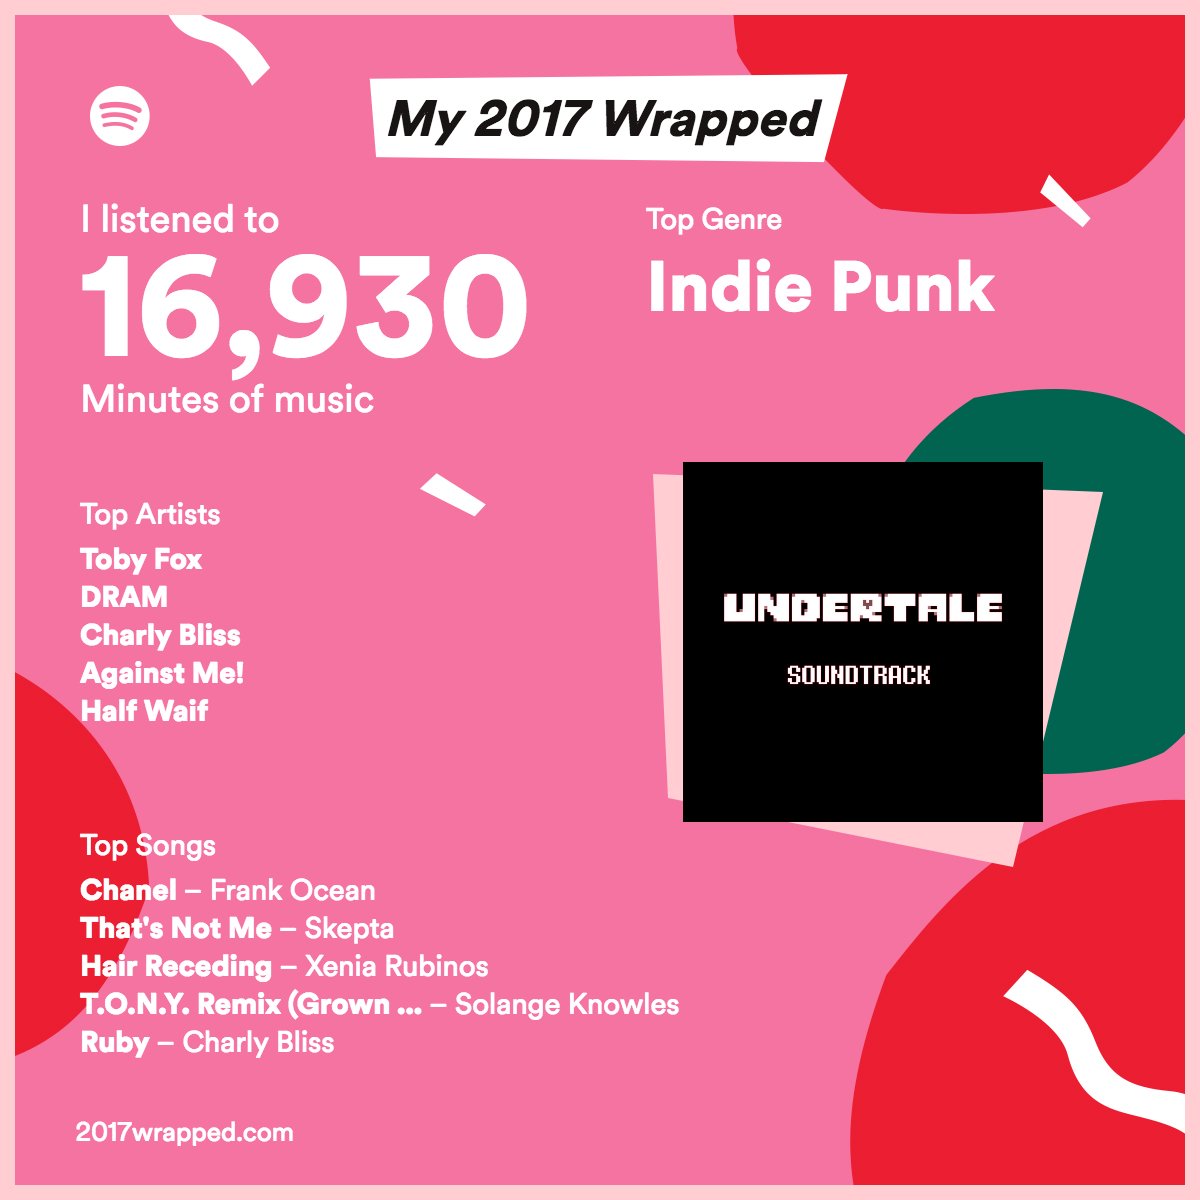 My 2017 Wrapped
I listened to
16,930
Minutes of music
Top Genre
Indie Punk
Top Artists
Toby Fox
DRAM
Charly Bliss
Against Me!
Half Waif
UNDERTALE
SOUNDTRACK
Top Songs
Chanel – Frank Ocean
That's Not Me – Skepta
Hair Receding – Xenia Rubinos
T.O.N.Y. Remix (Grown ... – Solange Knowles
Ruby – Charly Bliss
2017wrapped.com